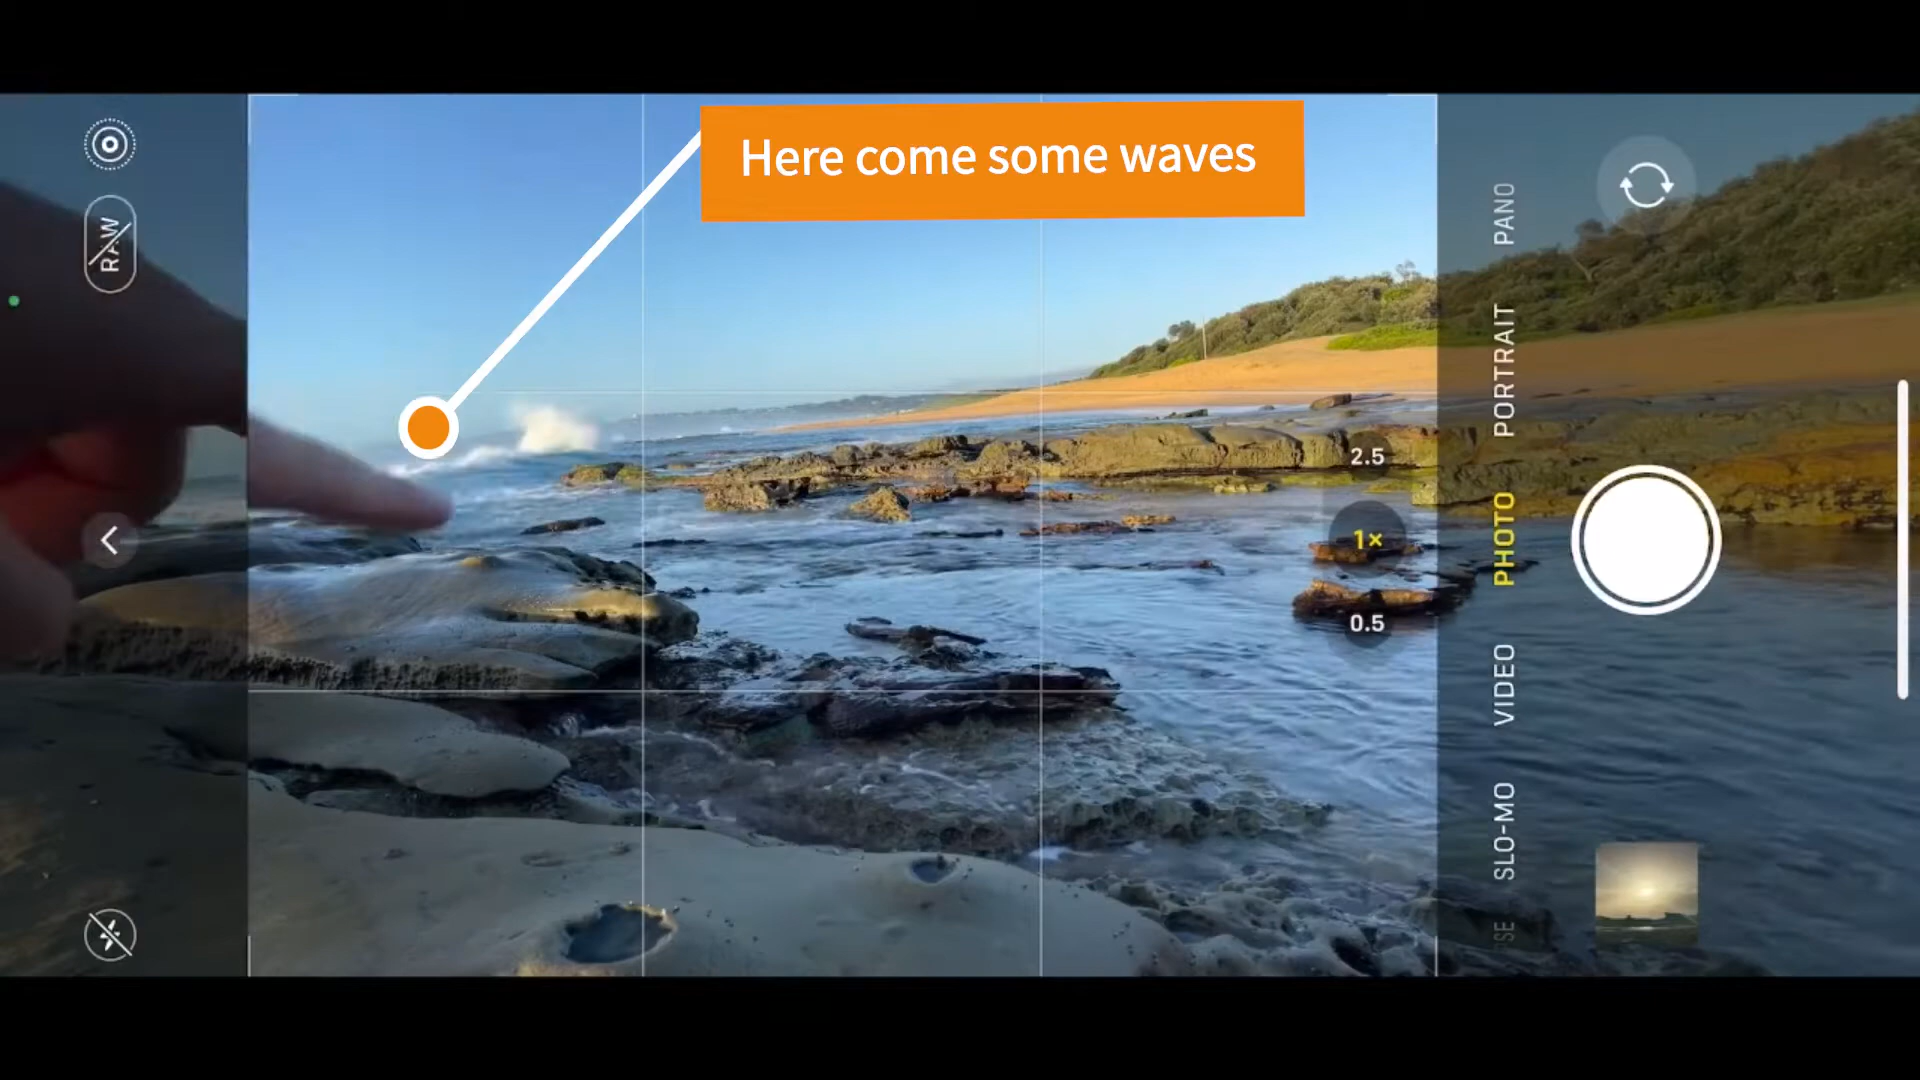 Here come some waves
RAW
PANO
PORTRAIT
PHOTO
VIDEO
SLO-MO
SE
2.5
1×
0.5